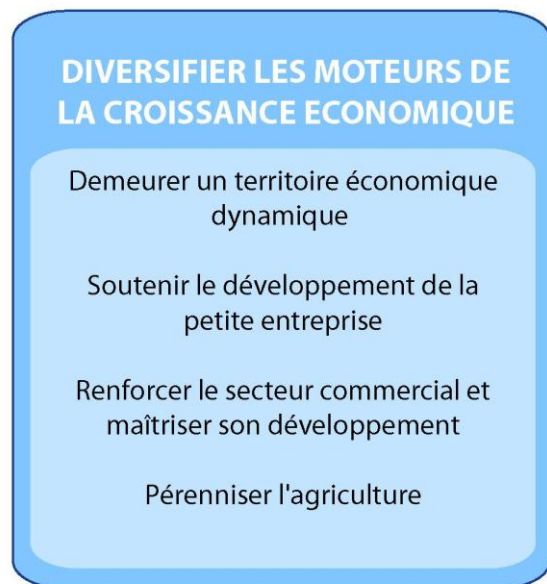 DIVERSIFIER LES MOTEURS DE
LA CROISSANCE ECONOMIQUE
Demeurer un territoire économique
dynamique
Soutenir le développement de la
petite entreprise
Renforcer le secteur commercial et
maîtriser son développement
Pérenniser l'agriculture